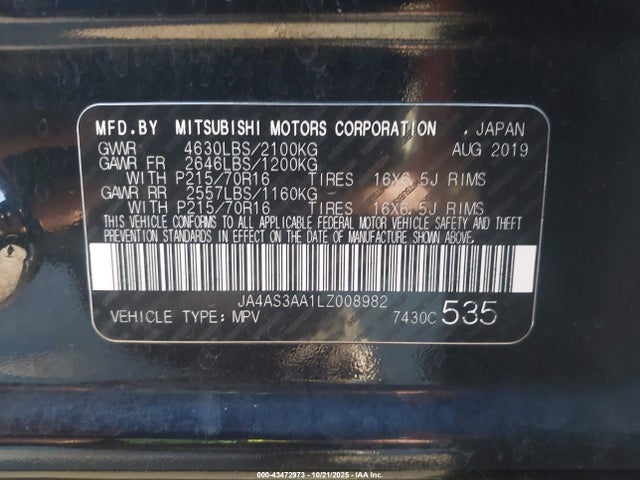 MFD.BY MITSUBISHI MOTORS CORPORATION , JAPAN
GVWR 4630LBS/2100KG AUG 2019
GAWR FR 2646LBS/1200KG
WITH P215/70R16 TIRES 16X6.5J RIMS
GAWR RR 2557LBS/1160KG
WITH P215/70R16 TIRES 16X6.5J RIMS
THIS VEHICLE CONFORMS TO ALL APPLICABLE FEDERAL MOTOR VEHICLE SAFETY AND THEFT
PREVENTION STANDARDS IN EFFECT ON THE DATE OF MANUFACTURE SHOWN ABOVE.
JA4AS3AA1LZ008982
VEHICLE TYPE: MPV 7430C 535
000-43472973 - 10/21/2025 - IAA Inc.